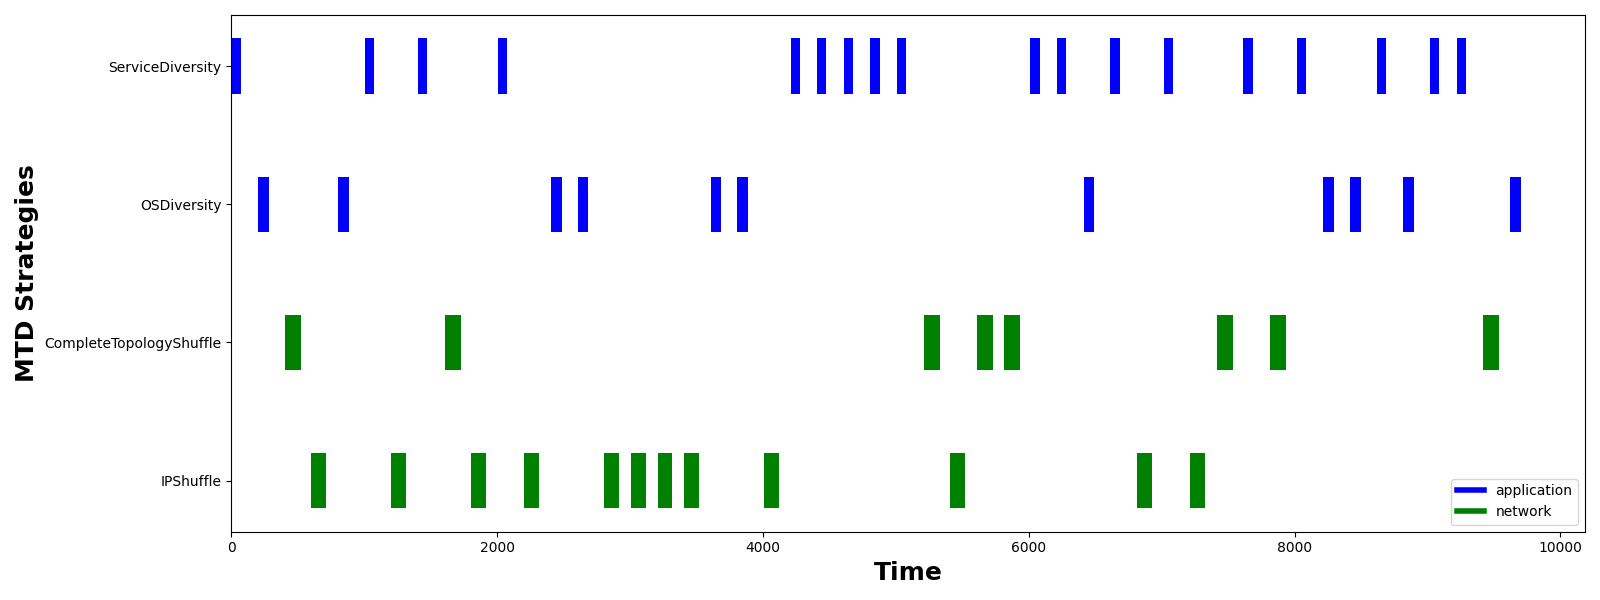 MTD Strategies
ServiceDiversity
OSDiversity
CompleteTopologyShuffle
IPShuffle
application
network
0 2000 4000 6000 8000 10000
Time